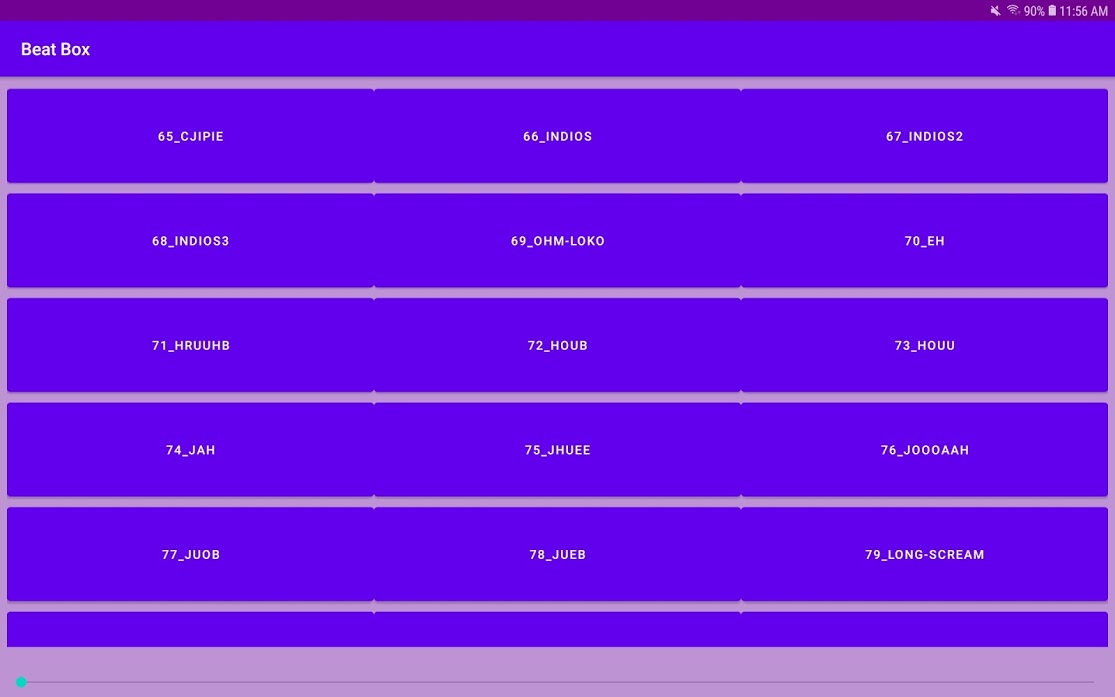 90% 11:56 AM
Beat Box
65_CJIPIE 66_INDIOS 67_INDIOS2
68_INDIOS3 69_OHM-LOKO 70_EH
71_HRUUHB 72_HOUB 73_HOUU
74_JAH 75_JHUEE 76_JOOOAAH
77_JUOB 78_JUEB 79_LONG-SCREAM